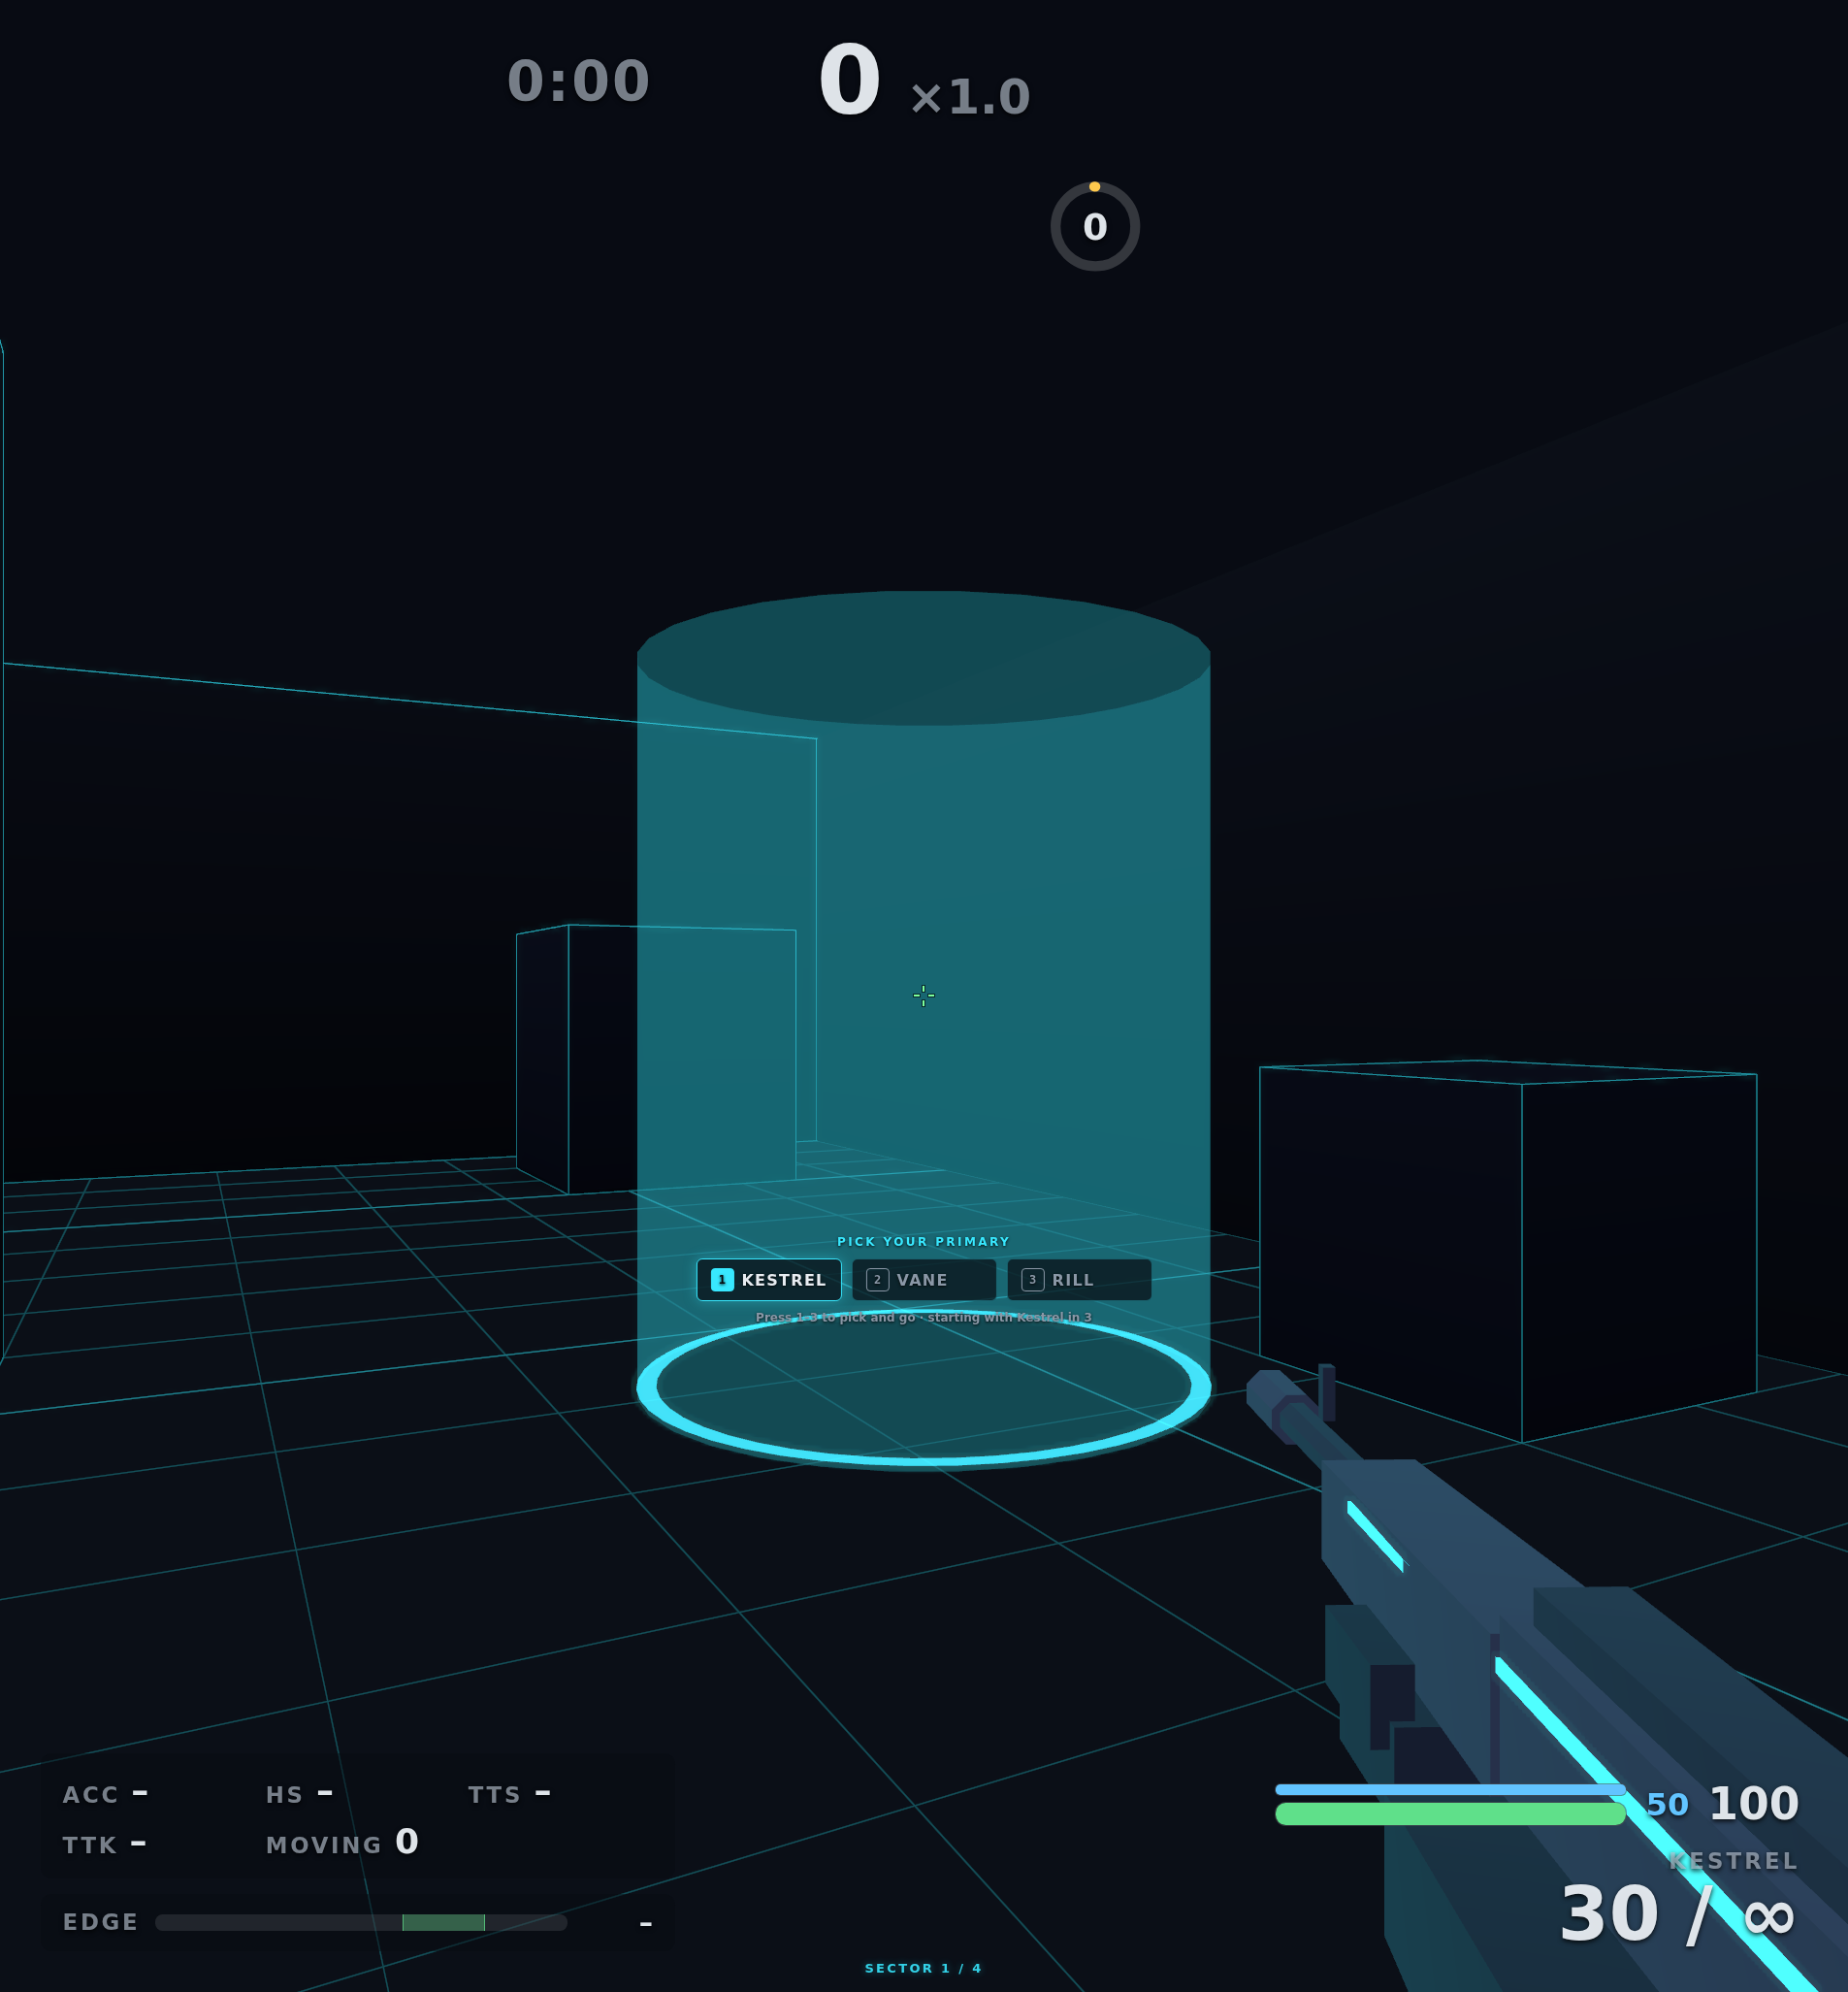 0:00 0 ×1.0
0
PICK YOUR PRIMARY
1 KESTREL 2 VANE 3 RILL
Press 1-3 to pick and go · starting with Kestrel in 3
ACC – HS – TTS –
TTK – MOVING 0
EDGE –
50 100
KESTREL
30 / ∞
SECTOR 1 / 4